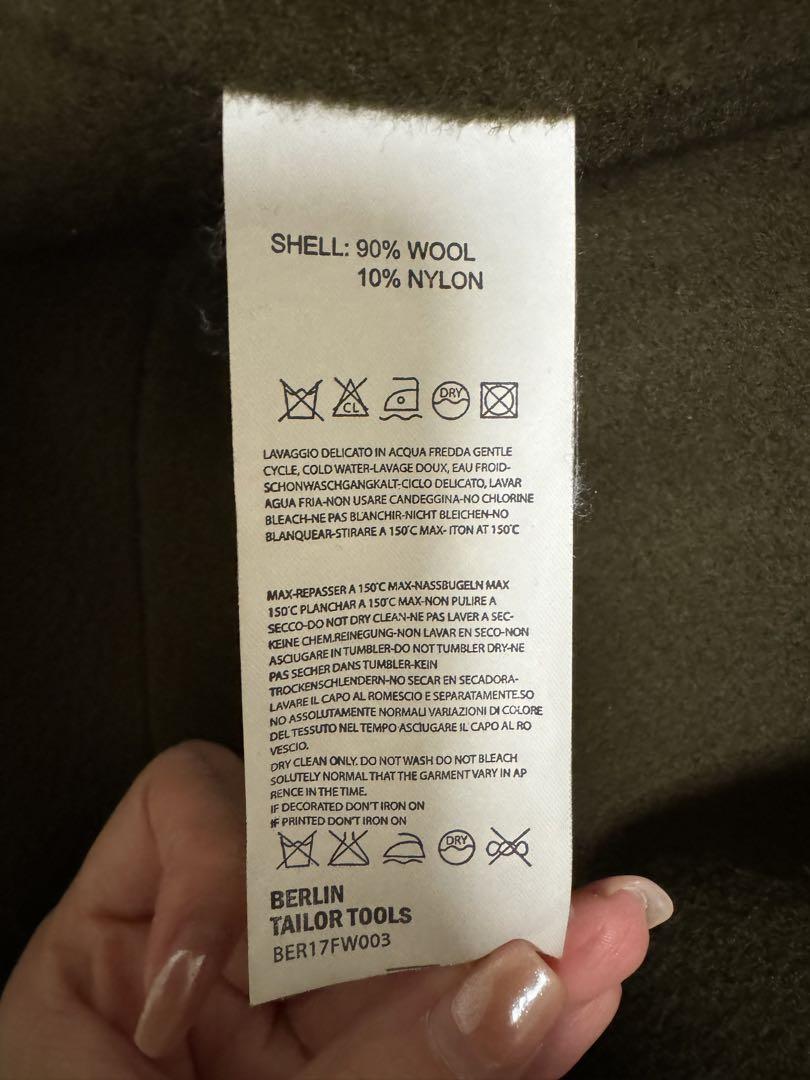 SHELL: 90% WOOL
10% NYLON
CL
DRY
LAVAGGIO DELICATO IN ACQUA FREDDA GENTLE
CYCLE, COLD WATER-LAVAGE DOUX, EAU FROID-
SCHONWASCHGANGKALT-CICLO DELICATO, LAVAR
AGUA FRIA-NON USARE CANDEGGINA-NO CHLORINE
BLEACH-NE PAS BLANCHIR-NICHT BLEICHEN-NO
BLANQUEAR-STIRARE A 150°C MAX- ITON AT 150°C
MAX-REPASSER A 150°C MAX-NASSBUGELN MAX
150°C PLANCHAR A 150°C MAX-NON PULIRE A
SECCO-DO NOT DRY CLEAN-NE PAS LAVER A SEC-
KEINE CHEM.REINEGUNG-NON LAVAR EN SECO-NON
ASCIUGARE IN TUMBLER-DO NOT TUMBLER DRY-NE
PAS SECHER DANS TUMBLER-KEIN
TROCKENSCHLENDERN-NO SECAR EN SECADORA-
LAVARE IL CAPO AL ROMESCIO E SEPARATAMENTE.SO
NO ASSOLUTAMENTE NORMALI VARIAZIONI DI COLORE
DEL TESSUTO NEL TEMPO ASCIUGARE IL CAPO AL RO
VESCIO.
DRY CLEAN ONLY. DO NOT WASH DO NOT BLEACH
SOLUTELY NORMAL THAT THE GARMENT VARY IN AP
RENCE IN THE TIME.
IF DECORATED DON'T IRON ON
IF PRINTED DON'T IRON ON
DRY
BERLIN
TAILOR TOOLS
BER17FW003